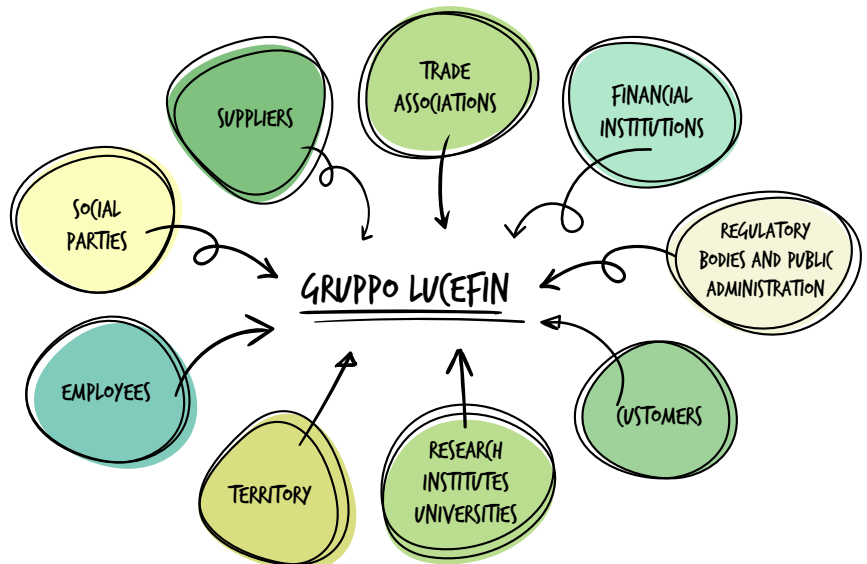 TRADE
ASSOCIATIONS
SUPPLIERS
FINANCIAL
INSTITUTIONS
SOCIAL
PARTIES
REGULATORY
BODIES AND PUBLIC
ADMINISTRATION
GRUPPO LUCEFIN
EMPLOYEES
CUSTOMERS
TERRITORY
RESEARCH
INSTITUTES
UNIVERSITIES